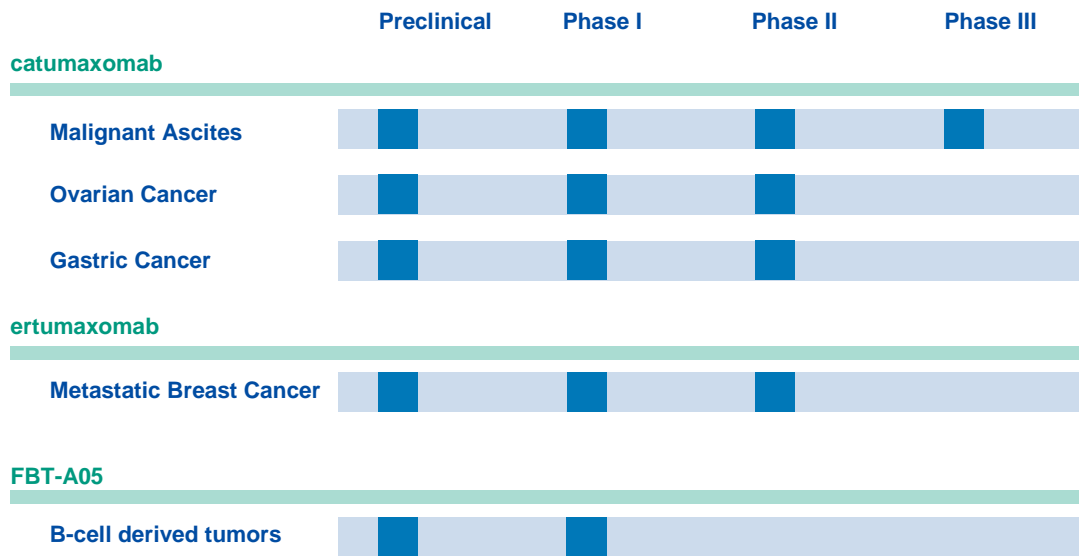 Preclinical Phase I Phase II Phase III
catumaxomab
Malignant Ascites
Ovarian Cancer
Gastric Cancer
ertumaxomab
Metastatic Breast Cancer
FBT-A05
B-cell derived tumors